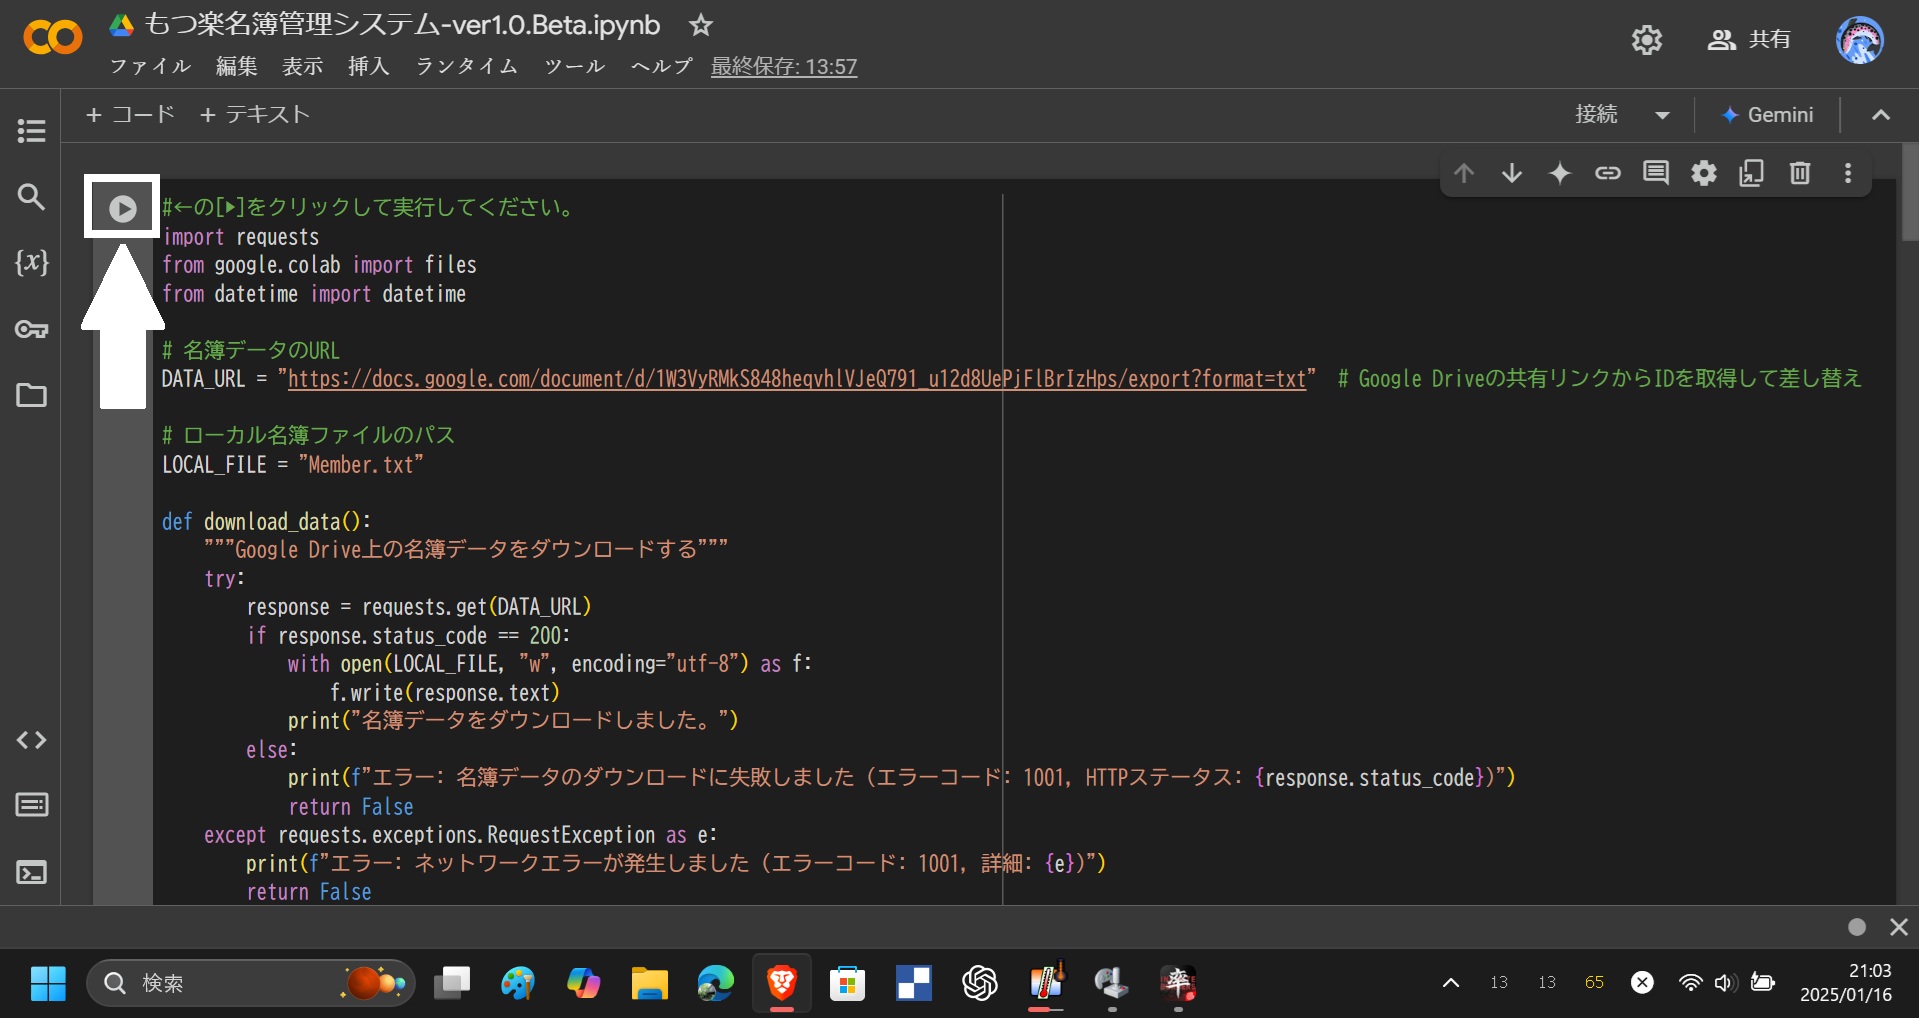 もつ楽名簿管理システム-ver1.0.Beta.ipynb
ファイル 編集 表示 挿入 ランタイム ツール ヘルプ 最終保存: 13:57
共有
+ コード + テキスト
接続 Gemini
#←の[▶]をクリックして実行してください。
import requests
from google.colab import files
from datetime import datetime
# 名簿データのURL
DATA_URL = "https://docs.google.com/document/d/1W3VyRMkS848heqvhlVJeQ791_u12d8UePjFlBrIzHps/export?format=txt" # Google Driveの共有リンクからIDを取得して差し替え
# ローカル名簿ファイルのパス
LOCAL_FILE = "Member.txt"
def download_data():
"""Google Drive上の名簿データをダウンロードする"""
try:
response = requests.get(DATA_URL)
if response.status_code == 200:
with open(LOCAL_FILE, "w", encoding="utf-8") as f:
f.write(response.text)
print("名簿データをダウンロードしました。")
else:
print(f"エラー: 名簿データのダウンロードに失敗しました (エラーコード: 1001, HTTPステータス: {response.status_code})")
return False
except requests.exceptions.RequestException as e:
print(f"エラー: ネットワークエラーが発生しました (エラーコード: 1001, 詳細: {e})")
return False
検索
率
13 13 65
21:03
2025/01/16